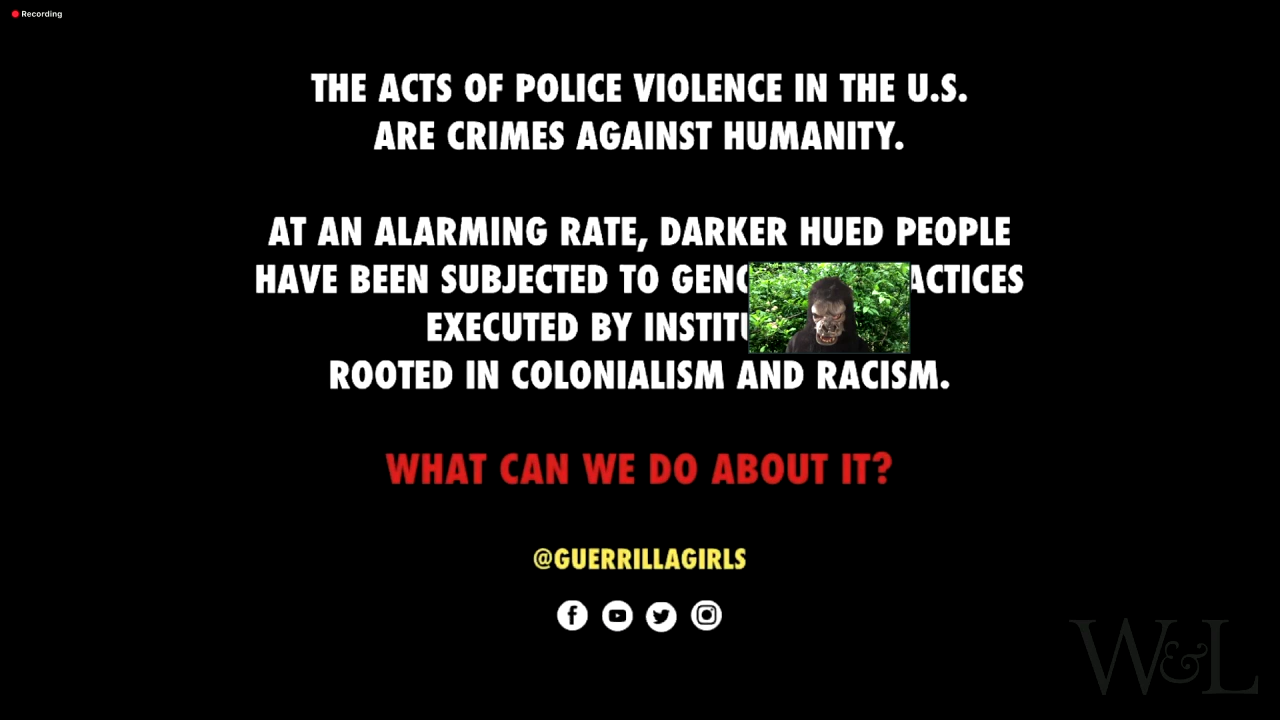 Recording
THE ACTS OF POLICE VIOLENCE IN THE U.S.
ARE CRIMES AGAINST HUMANITY.
AT AN ALARMING RATE, DARKER HUED PEOPLE
HAVE BEEN SUBJECTED TO
EXECUTED BY
ROOTED IN COLONIALISM AND RACISM.
WHAT CAN WE DO ABOUT IT?
@GUERRILLAGIRLS
W&L